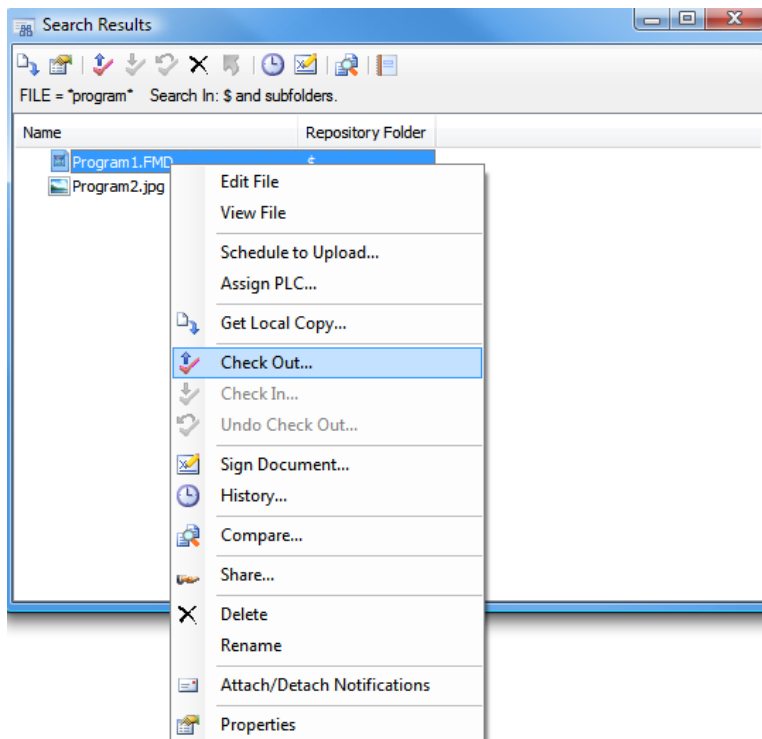 Search Results
FILE = "program" Search In: $ and subfolders.
Name Repository Folder
Program1.FMD $
Program2.jpg
Edit File
View File
Schedule to Upload...
Assign PLC...
Get Local Copy...
Check Out...
Check In...
Undo Check Out...
Sign Document...
History...
Compare...
Share...
Delete
Rename
Attach/Detach Notifications
Properties